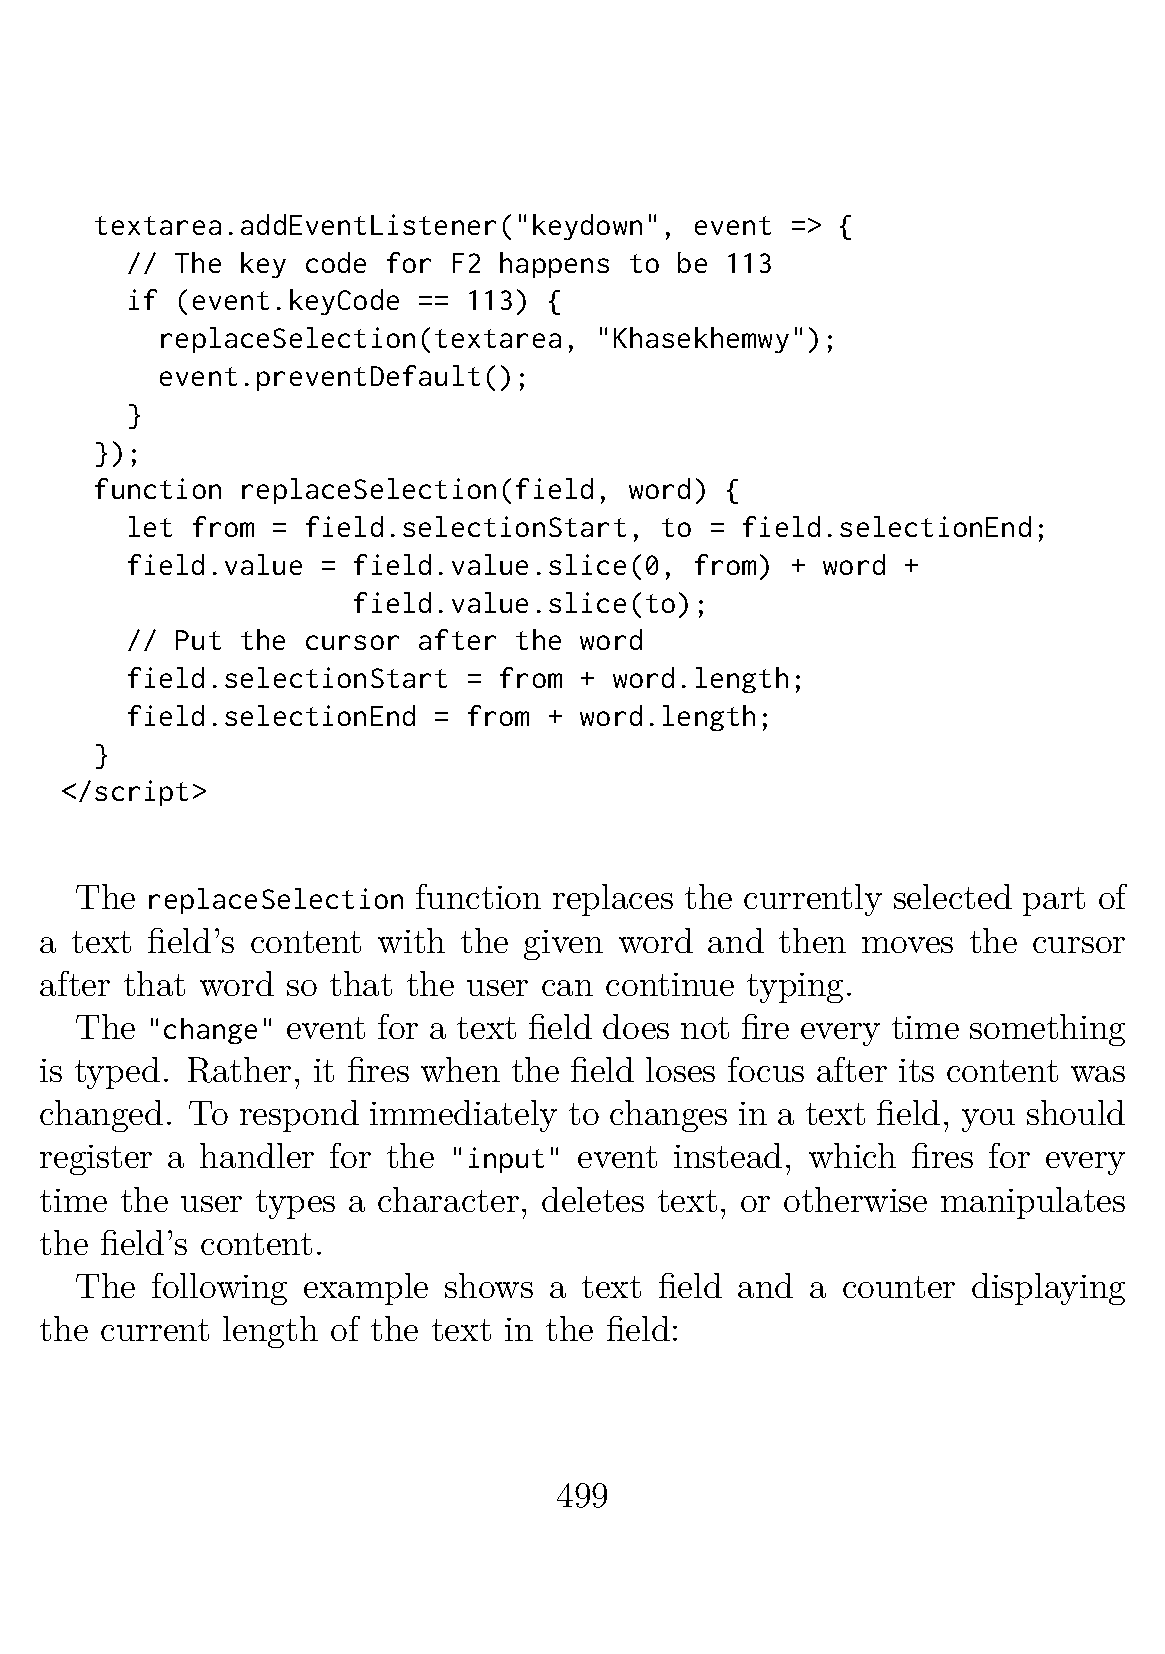 textarea.addEventListener("keydown", event => {
// The key code for F2 happens to be 113
if (event.keyCode == 113) {
replaceSelection(textarea, "Khasekhemwy");
event.preventDefault();
}
});
function replaceSelection(field, word) {
let from = field.selectionStart, to = field.selectionEnd;
field.value = field.value.slice(0, from) + word +
field.value.slice(to);
// Put the cursor after the word
field.selectionStart = from + word.length;
field.selectionEnd = from + word.length;
}
</script>
The replaceSelection function replaces the currently selected part of
a text field’s content with the given word and then moves the cursor
after that word so that the user can continue typing.
The "change" event for a text field does not fire every time something
is typed. Rather, it fires when the field loses focus after its content was
changed. To respond immediately to changes in a text field, you should
register a handler for the "input" event instead, which fires for every
time the user types a character, deletes text, or otherwise manipulates
the field’s content.
The following example shows a text field and a counter displaying
the current length of the text in the field:
499